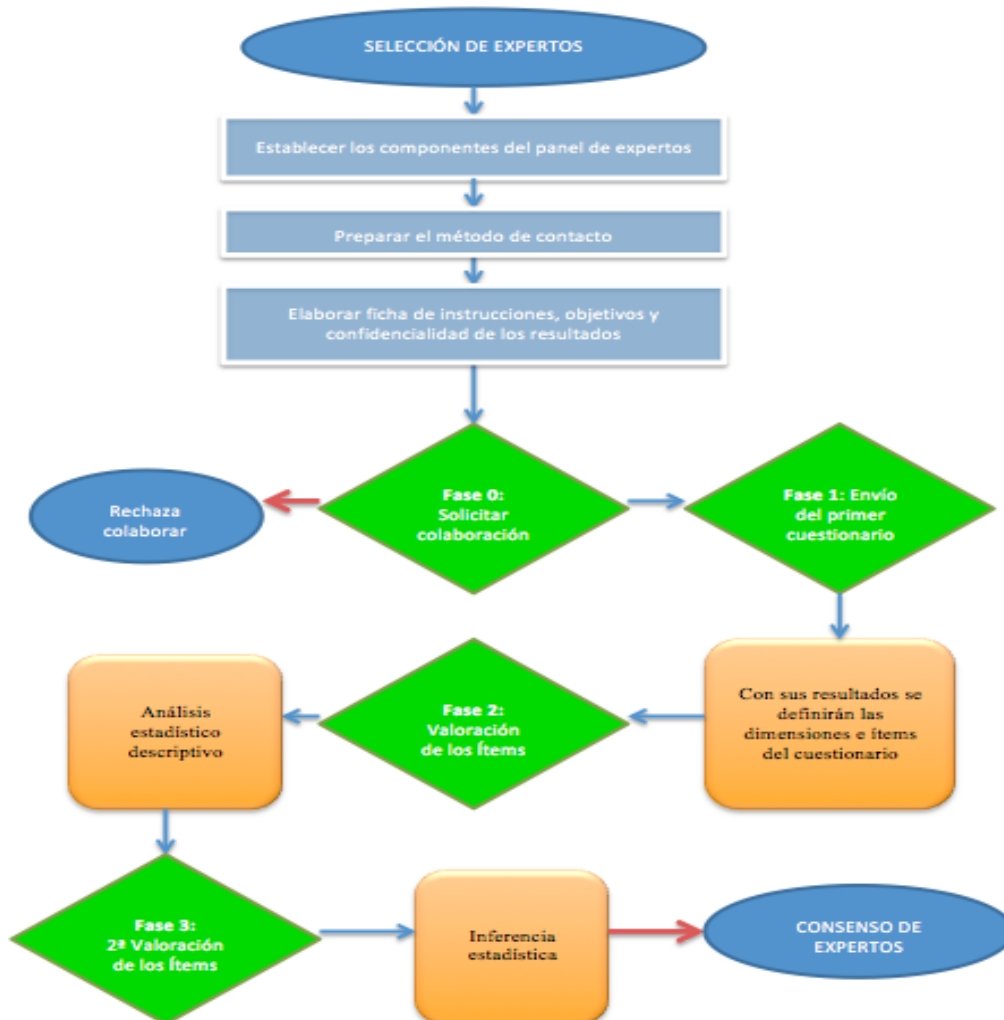 SELECCIÓN DE EXPERTOS
Establecer los componentes del panel de expertos
Preparar el método de contacto
Elaborar ficha de instrucciones, objetivos y
confidencialidad de los resultados
Rechaza
colaborar
Fase 0:
Solicitar
colaboración
Fase 1: Envío
del primer
cuestionario
Con sus resultados se
definirán las
dimensiones e ítems
del cuestionario
Fase 2:
Valoración
de los Ítems
Análisis
estadístico
descriptivo
Fase 3:
2ª Valoración
de los Ítems
Inferencia
estadística
CONSENSO DE
EXPERTOS